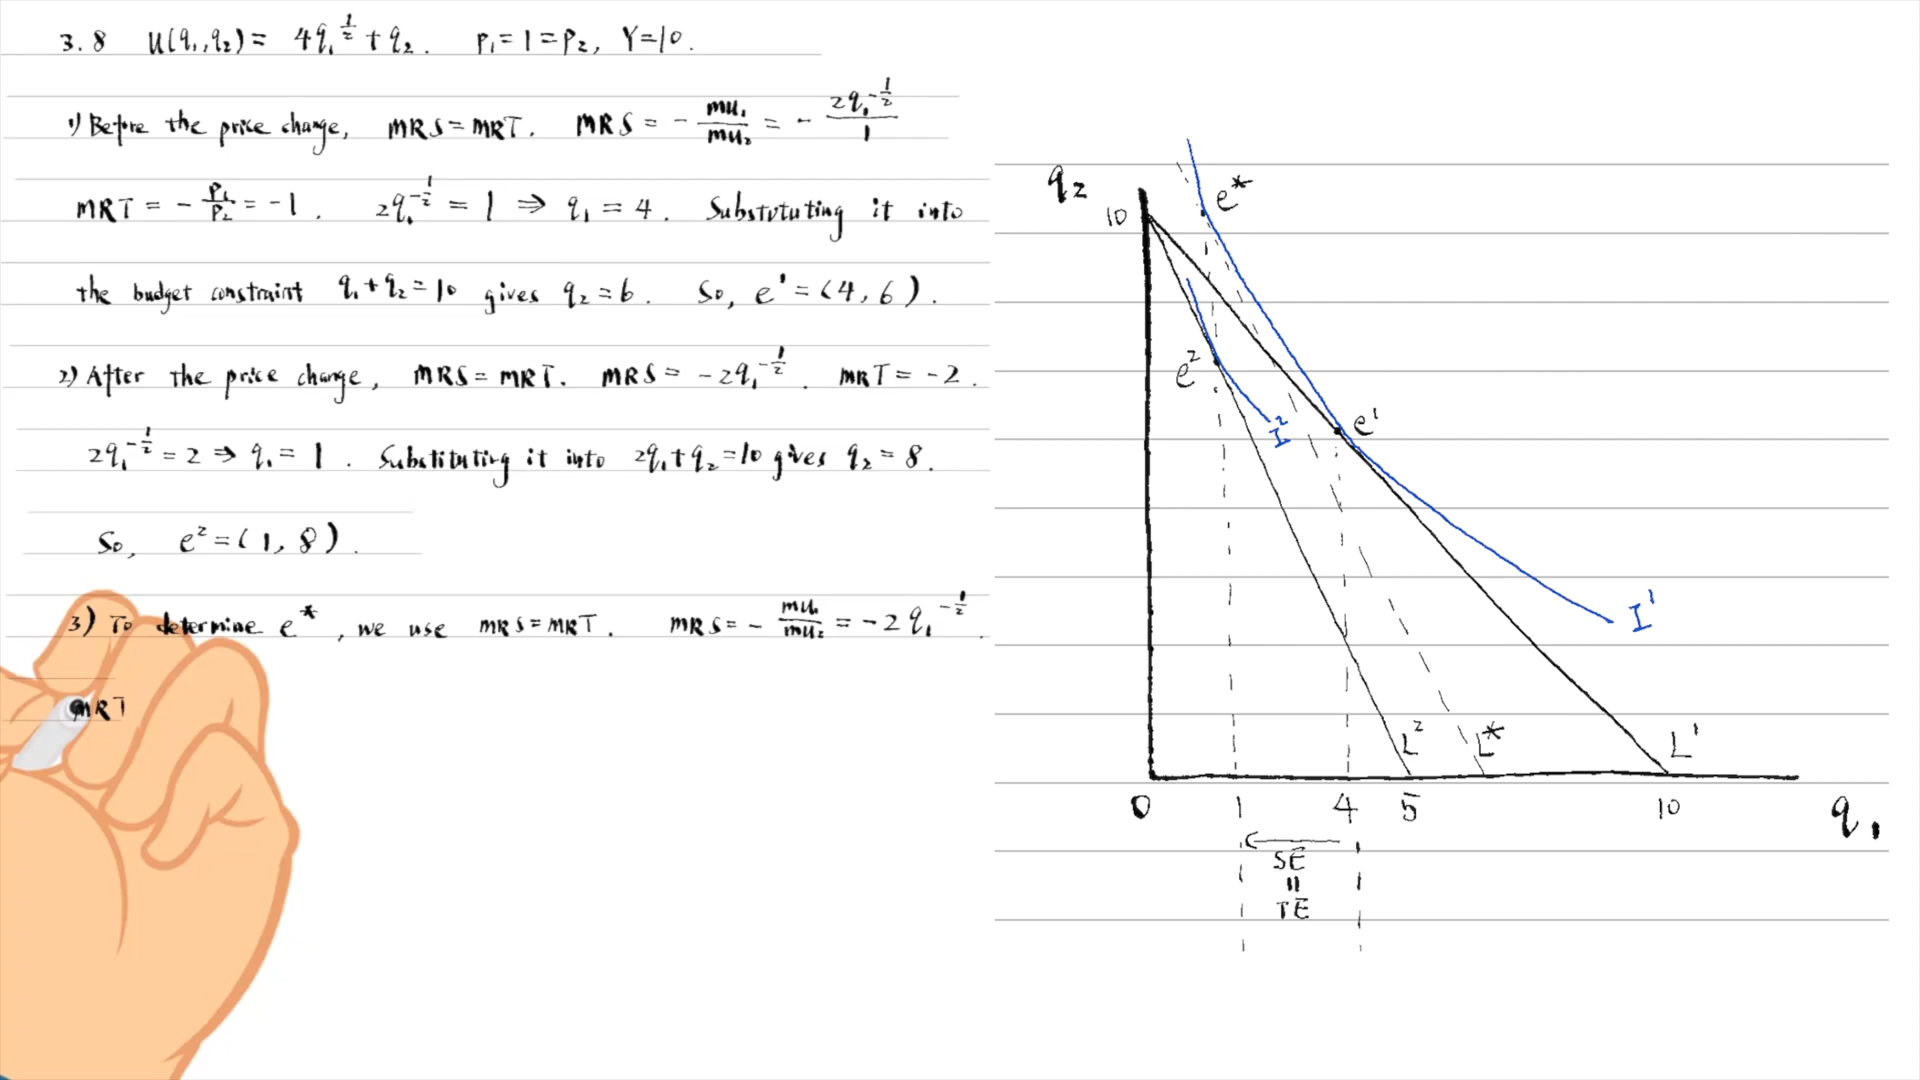 3.8 U(q₁,q₂) = 4q₁^½ + q₂. P₁=1=P₂, Y=10.
1) Before the price change, MRS=MRT. MRS = - MU₁/MU₂ = - 2q₁^-½/1
MRT = - P₁/P₂ = -1. 2q₁^-½ = 1 ⇒ q₁ = 4. Substututing it into
the budget constraint q₁+q₂=10 gives q₂=6. So, e¹=(4,6).
2) After the price change, MRS=MRT. MRS = -2q₁^-½. MRT = -2.
2q₁^-½ = 2 ⇒ q₁ = 1. Substituting it into 2q₁+q₂=10 gives q₂ = 8.
So, e²=(1,8).
3) To determine e*, we use MRS=MRT. MRS = - MU₁/MU₂ = -2q₁^-½.
MRT
q₂
10
e*
e²
I²
e¹
I¹
L²
L*
L¹
0 1 4 5 10 q₁
SE
=
TE